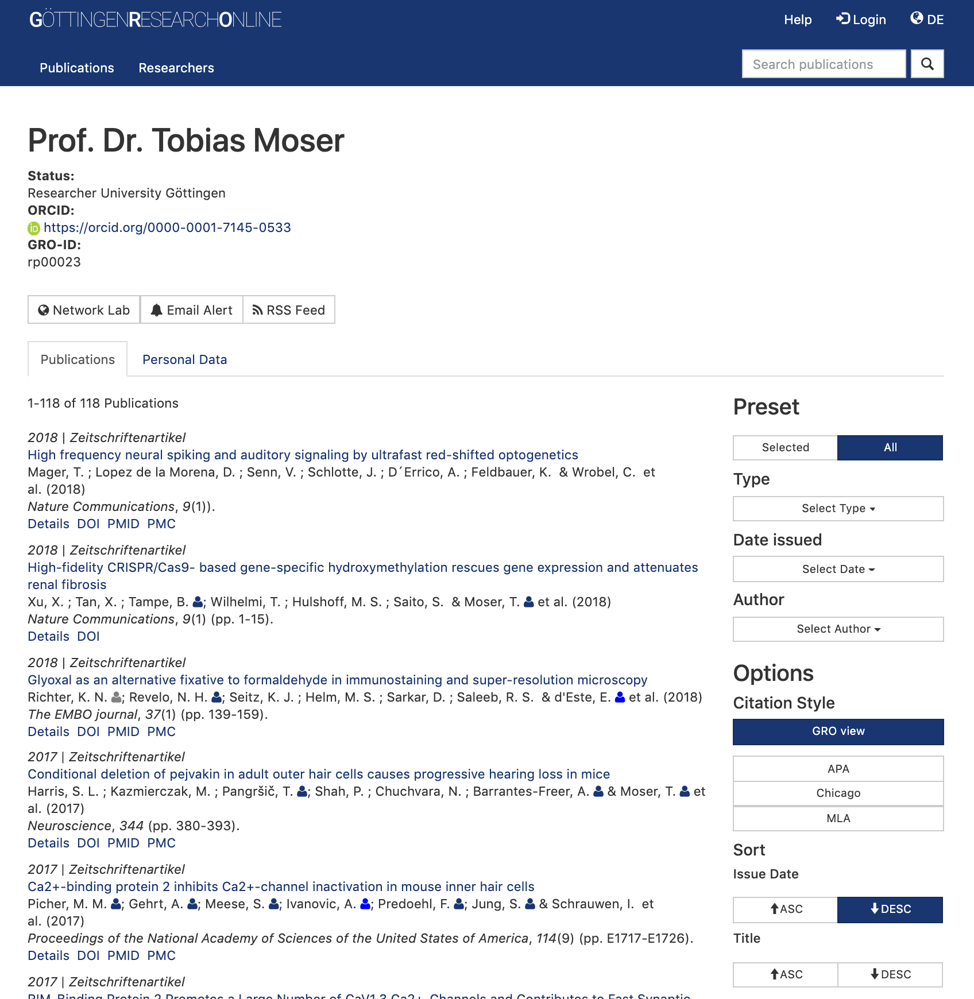 GÖTTINGENRESEARCHONLINE
Help Login DE
Publications Researchers Search publications
Prof. Dr. Tobias Moser
Status:
Researcher University Göttingen
ORCID:
iD https://orcid.org/0000-0001-7145-0533
GRO-ID:
rp00023
Network Lab Email Alert RSS Feed
Publications Personal Data
1-118 of 118 Publications
2018 | Zeitschriftenartikel
High frequency neural spiking and auditory signaling by ultrafast red-shifted optogenetics
Mager, T. ; Lopez de la Morena, D. ; Senn, V. ; Schlotte, J. ; D´Errico, A. ; Feldbauer, K. & Wrobel, C. et
al. (2018)
Nature Communications, 9(1)).
Details DOI PMID PMC
2018 | Zeitschriftenartikel
High-fidelity CRISPR/Cas9- based gene-specific hydroxymethylation rescues gene expression and attenuates
renal fibrosis
Xu, X. ; Tan, X. ; Tampe, B. ; Wilhelmi, T. ; Hulshoff, M. S. ; Saito, S. & Moser, T. et al. (2018)
Nature Communications, 9(1) (pp. 1-15).
Details DOI
2018 | Zeitschriftenartikel
Glyoxal as an alternative fixative to formaldehyde in immunostaining and super-resolution microscopy
Richter, K. N. ; Revelo, N. H. ; Seitz, K. J. ; Helm, M. S. ; Sarkar, D. ; Saleeb, R. S. & d'Este, E. et al. (2018)
The EMBO journal, 37(1) (pp. 139-159).
Details DOI PMID PMC
2017 | Zeitschriftenartikel
Conditional deletion of pejvakin in adult outer hair cells causes progressive hearing loss in mice
Harris, S. L. ; Kazmierczak, M. ; Pangršič, T. ; Shah, P. ; Chuchvara, N. ; Barrantes-Freer, A. & Moser, T. et
al. (2017)
Neuroscience, 344 (pp. 380-393).
Details DOI PMID PMC
2017 | Zeitschriftenartikel
Ca2+-binding protein 2 inhibits Ca2+-channel inactivation in mouse inner hair cells
Picher, M. M. ; Gehrt, A. ; Meese, S. ; Ivanovic, A. ; Predoehl, F. ; Jung, S. & Schrauwen, I. et
al. (2017)
Proceedings of the National Academy of Sciences of the United States of America, 114(9) (pp. E1717-E1726).
Details DOI PMID PMC
2017 | Zeitschriftenartikel
RIM-Binding Protein 2 Promotes a Large Number of CaV1.3 Ca2+-Channels and Contributes to Fast Synaptic
Preset
Selected All
Type
Select Type
Date issued
Select Date
Author
Select Author
Options
Citation Style
GRO view
APA
Chicago
MLA
Sort
Issue Date
ASC DESC
Title
ASC DESC